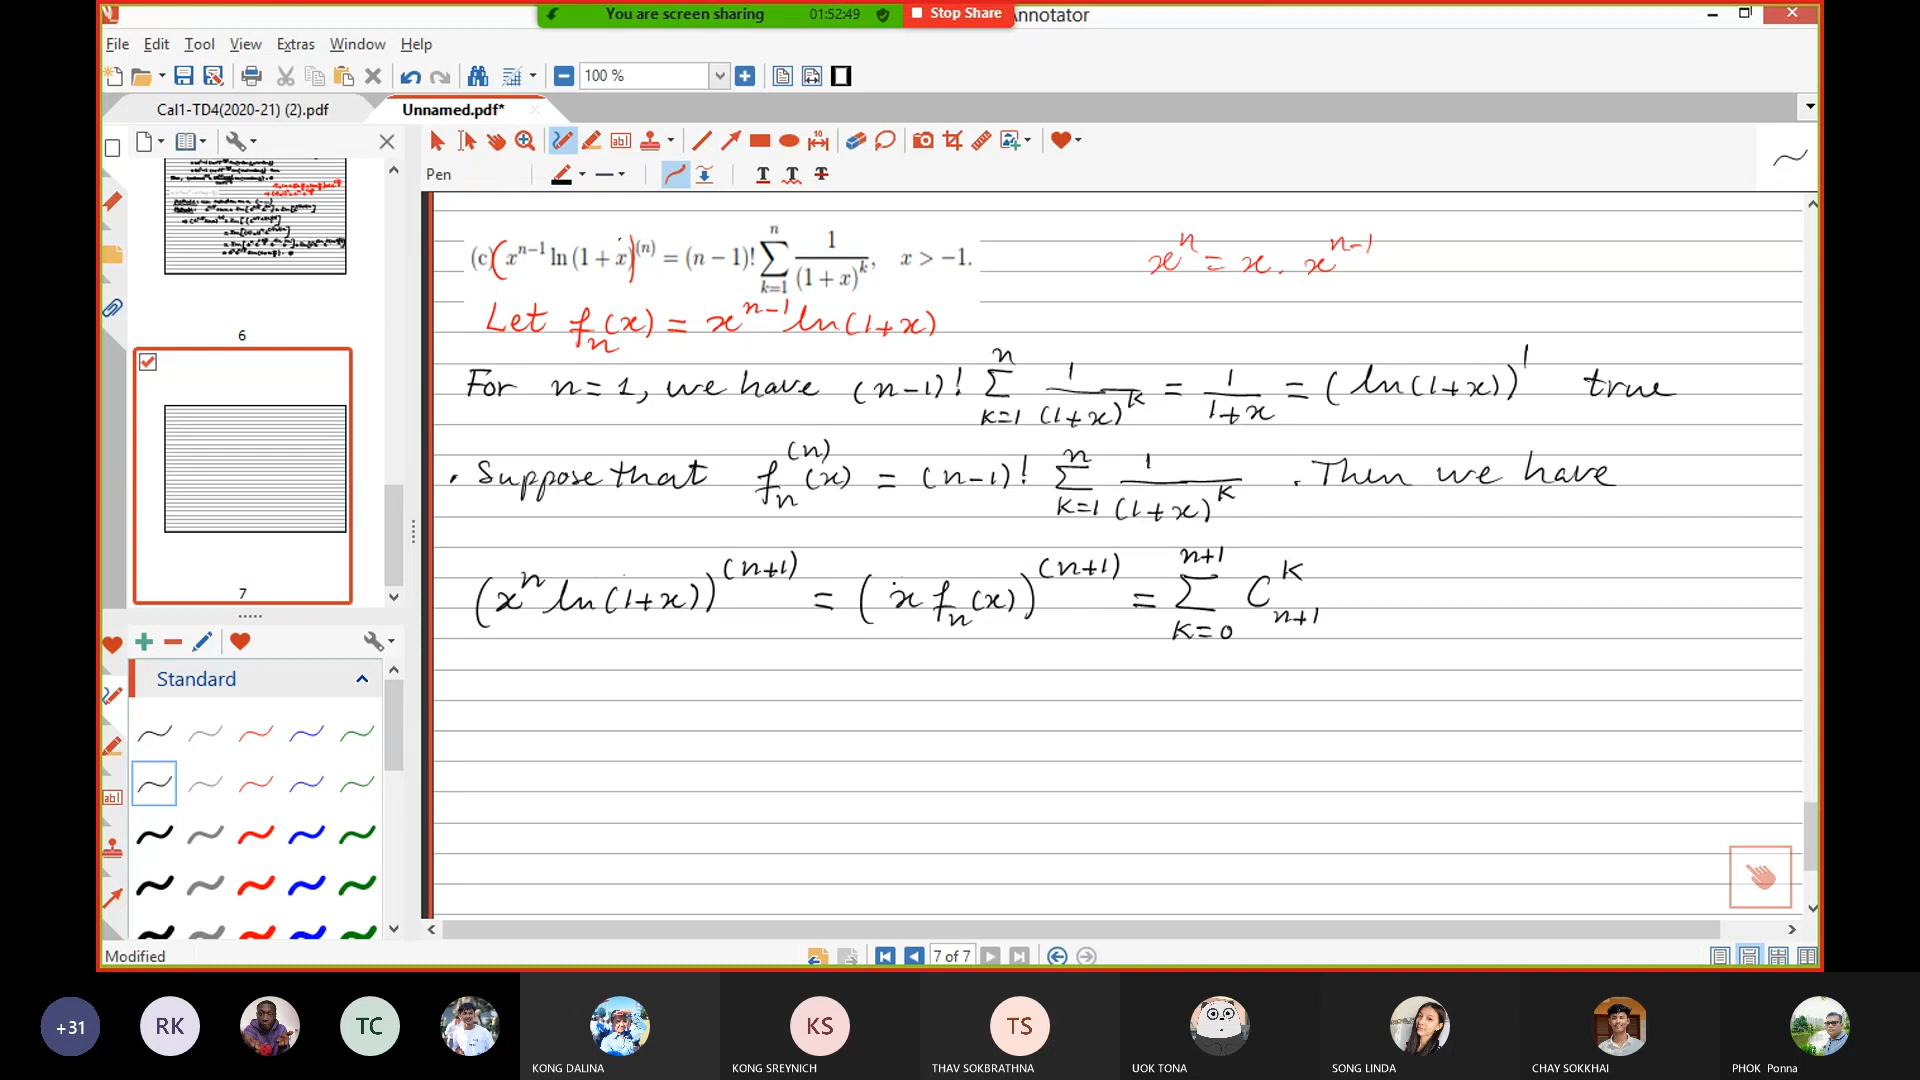 You are screen sharing 01:52:49 Stop Share Annotator
File Edit Tool View Extras Window Help
100 %
Cal1-TD4(2020-21) (2).pdf Unnamed.pdf*
Pen
(c) (x^{n-1} ln (1 + x))^{(n)} = (n − 1)! ∑_{k=1}^{n} 1/(1 + x)^k, x > −1.
x^n = x. x^{n-1}
Let f_n(x) = x^{n-1} ln(1+x)
For n=1, we have (n-1)! ∑_{k=1}^{n} 1/(1+x)^k = 1/(1+x) = (ln(1+x))' true
. Suppose that f_n^{(n)}(x) = (n-1)! ∑_{k=1}^{n} 1/(1+x)^k . Then we have
(x^n ln(1+x))^{(n+1)} = (x f_n(x))^{(n+1)} = ∑_{k=0}^{n+1} C_{n+1}^k
6
7
Standard
Modified
7 of 7
+31 RK TC KS TS
KONG DALINA KONG SREYNICH THAV SOKBRATHNA UOK TONA SONG LINDA CHAY SOKKHAI PHOK Ponna